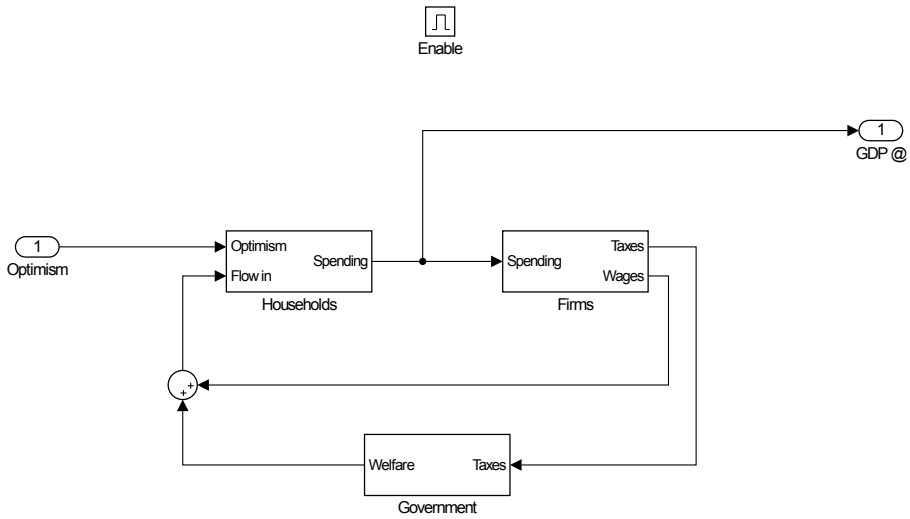 Enable
1
GDP @
1
Optimism
Optimism
Flow in
Spending
Households
Spending
Taxes
Wages
Firms
+
+
Welfare
Taxes
Government